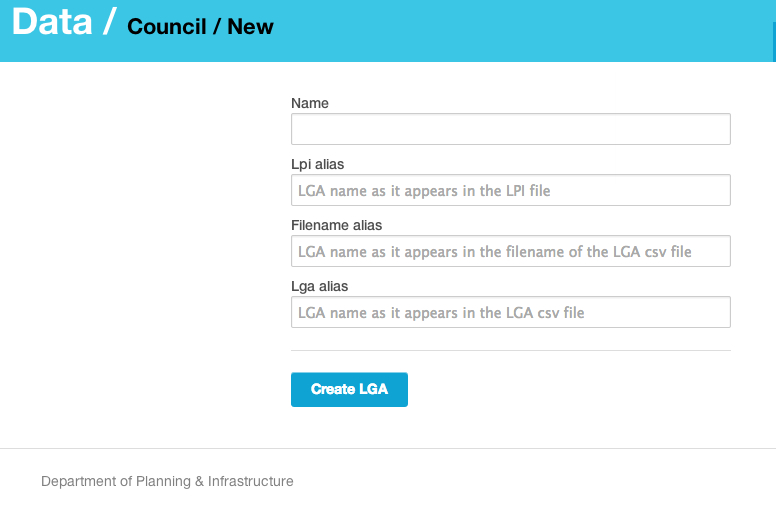 Data / Council / New
Name
Lpi alias
LGA name as it appears in the LPI file
Filename alias
LGA name as it appears in the filename of the LGA csv file
Lga alias
LGA name as it appears in the LGA csv file
Create LGA
Department of Planning & Infrastructure